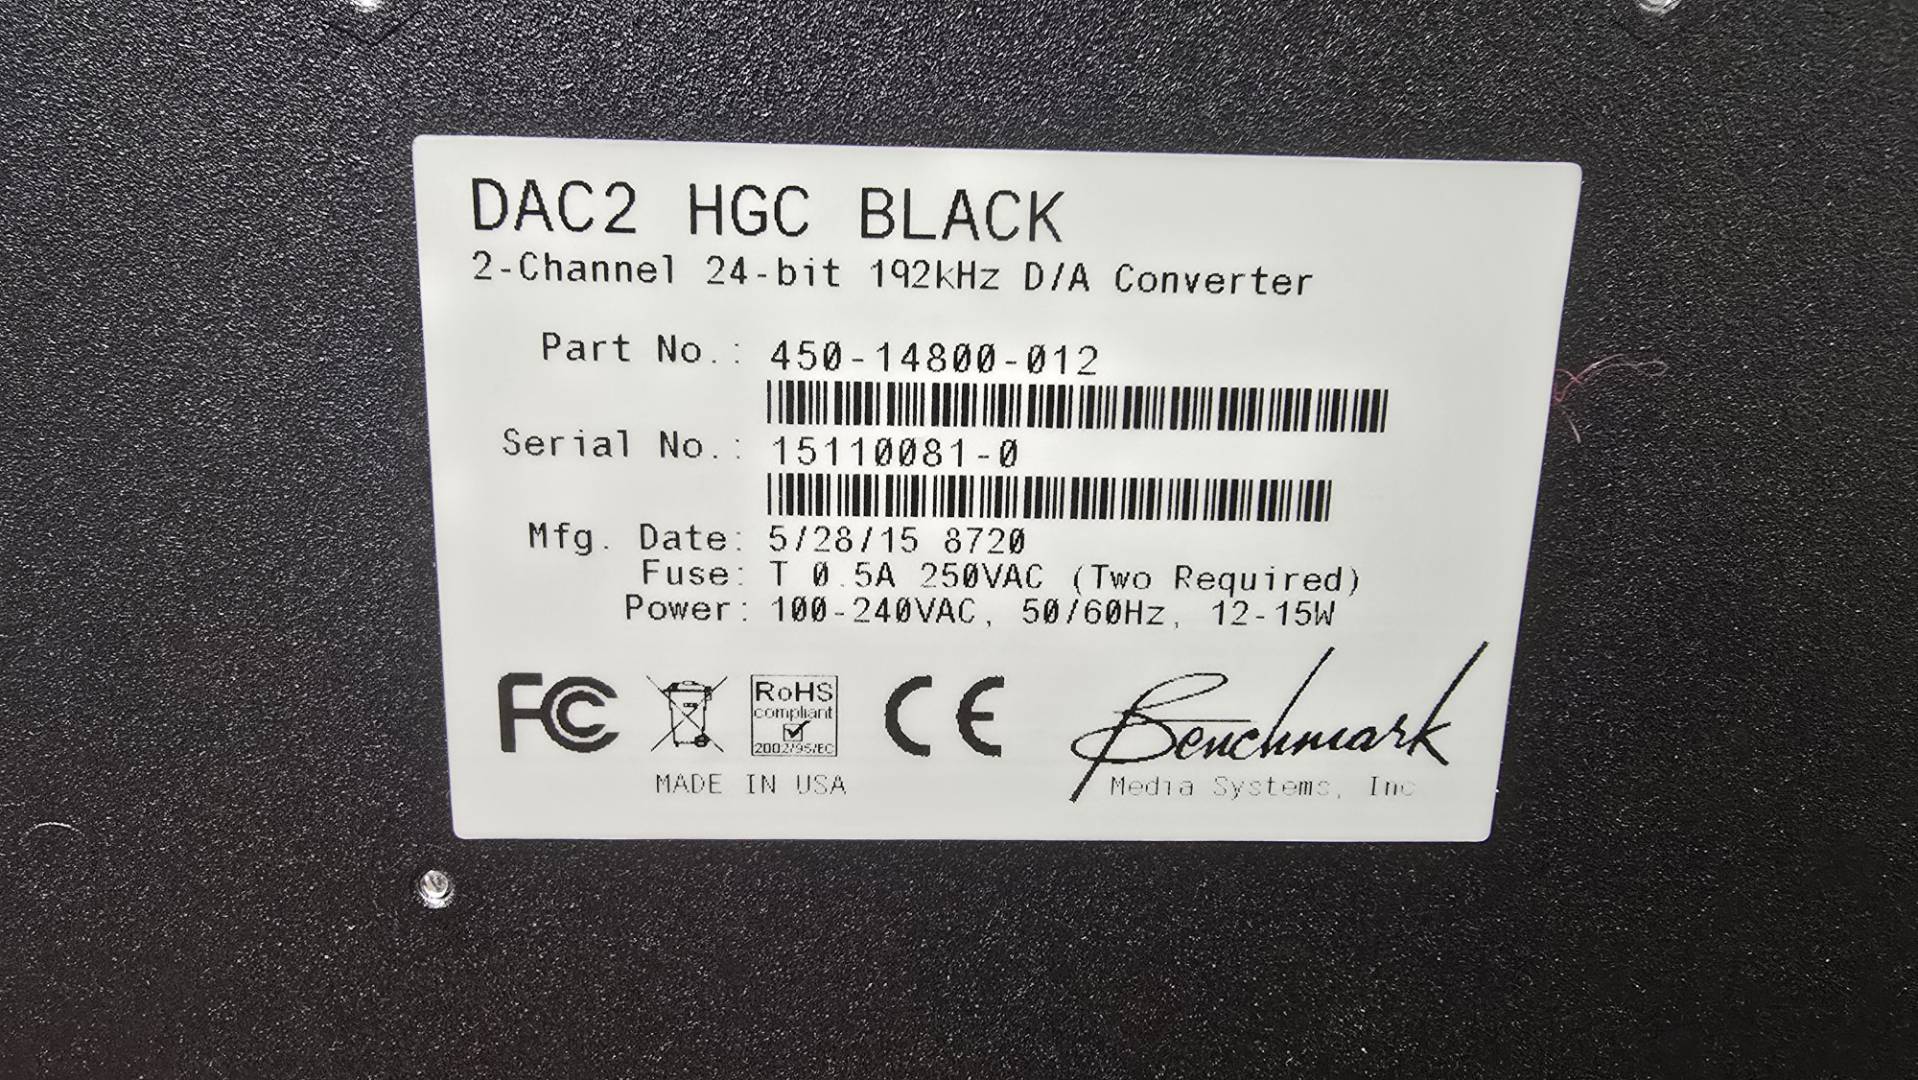 DAC2 HGC BLACK
2-Channel 24-bit 192kHz D/A Converter
Part No.: 450-14800-012
Serial No.: 15110081-0
Mfg. Date: 5/28/15 8720
Fuse: T 0.5A 250VAC (Two Required)
Power: 100-240VAC, 50/60Hz, 12-15W
FC
RoHS
compliant
2002/95/EC
CE
Benchmark
MADE IN USA
Media Systems, Inc